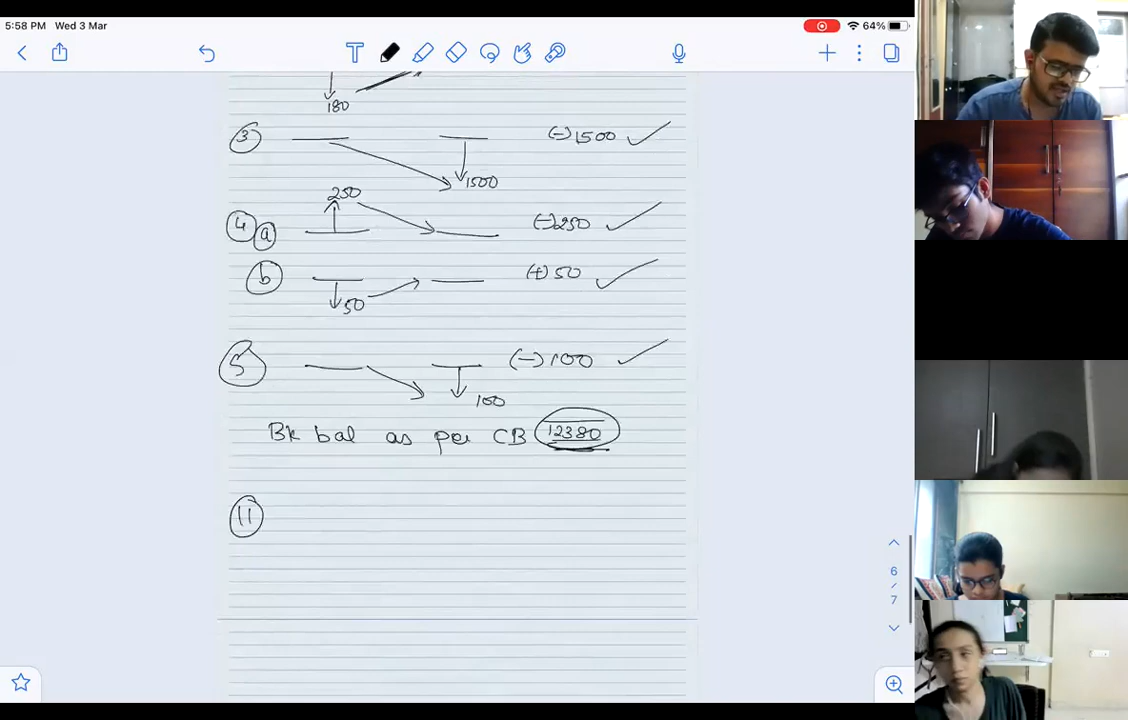 5:58 PM Wed 3 Mar
64%
T
180
3 (-) 1500
1500
250
4 a (-) 250
b (+) 50
50
5 (-) 100
100
Bk bal as per CB 12380
11
6
/
7